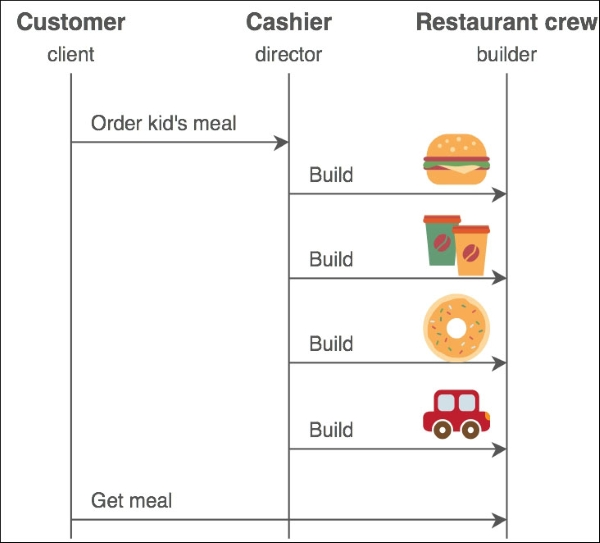 Customer
client
Cashier
director
Restaurant crew
builder
Order kid's meal
Build
Build
Build
Build
Get meal